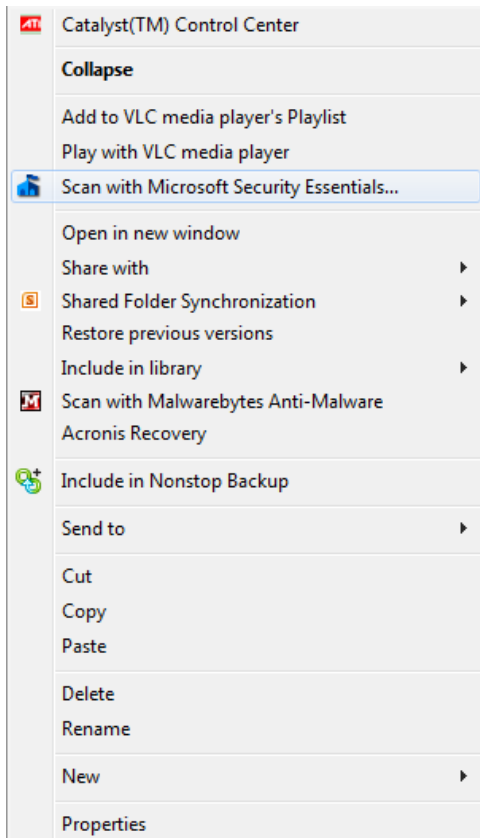 ATI Catalyst(TM) Control Center
Collapse
Add to VLC media player's Playlist
Play with VLC media player
Scan with Microsoft Security Essentials...
Open in new window
Share with
S Shared Folder Synchronization
Restore previous versions
Include in library
M Scan with Malwarebytes Anti-Malware
Acronis Recovery
Include in Nonstop Backup
Send to
Cut
Copy
Paste
Delete
Rename
New
Properties